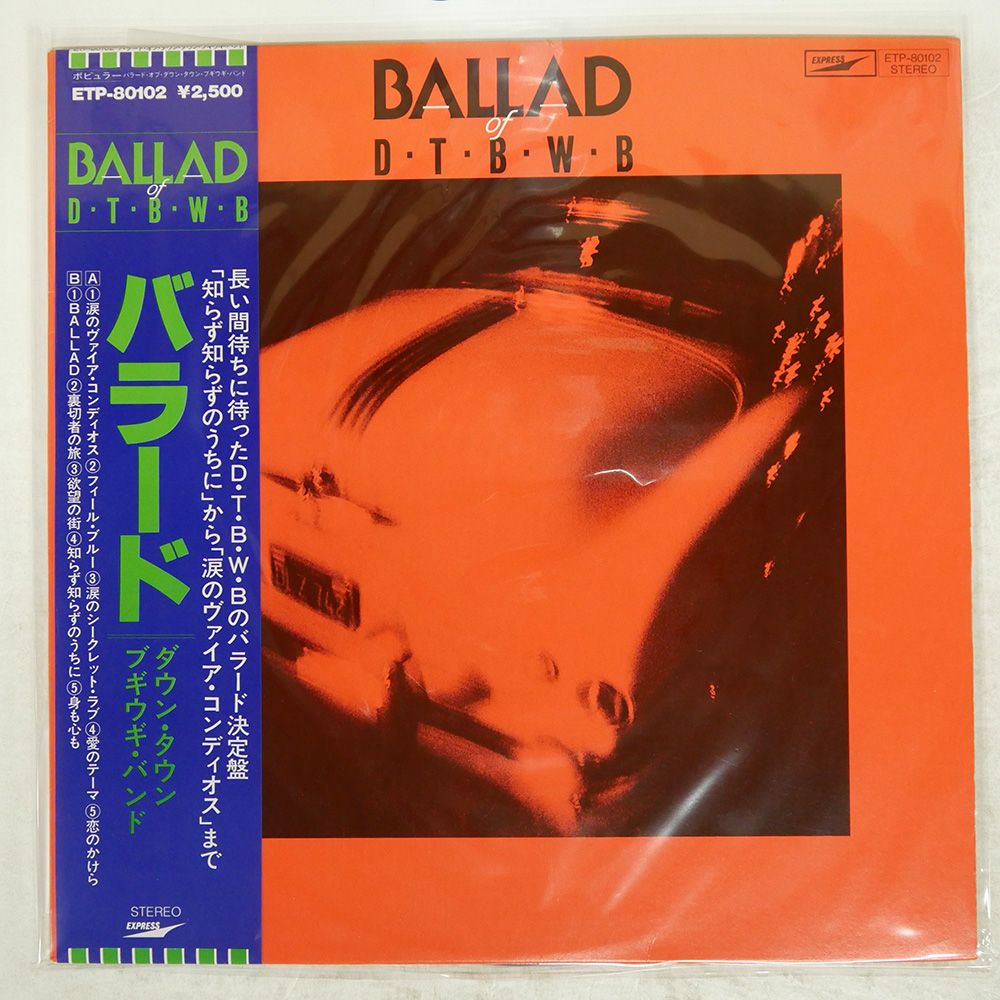 ポピュラー バラード・オブ・ダウン・タウン・ブギウギ・バンド
ETP-80102 ¥2,500
BALLAD
of
D・T・B・W・B
長い間待ちに待ったD・T・B・W・Bのバラード決定盤
「知らず知らずのうちに」から「涙のヴァイア・コンディオス」まで
バラード
ダウン・タウン
ブギウギ・バンド
A①涙のヴァイア・コンディオス②フィール・ブルー③涙のシークレット・ラブ④愛のテーマ⑤恋のかけら
B①BALLAD②裏切者の旅③欲望の街④知らず知らずのうちに⑤身も心も
STEREO
EXPRESS
BALLAD
of
D・T・B・W・B
EXPRESS
ETP-80102
STEREO